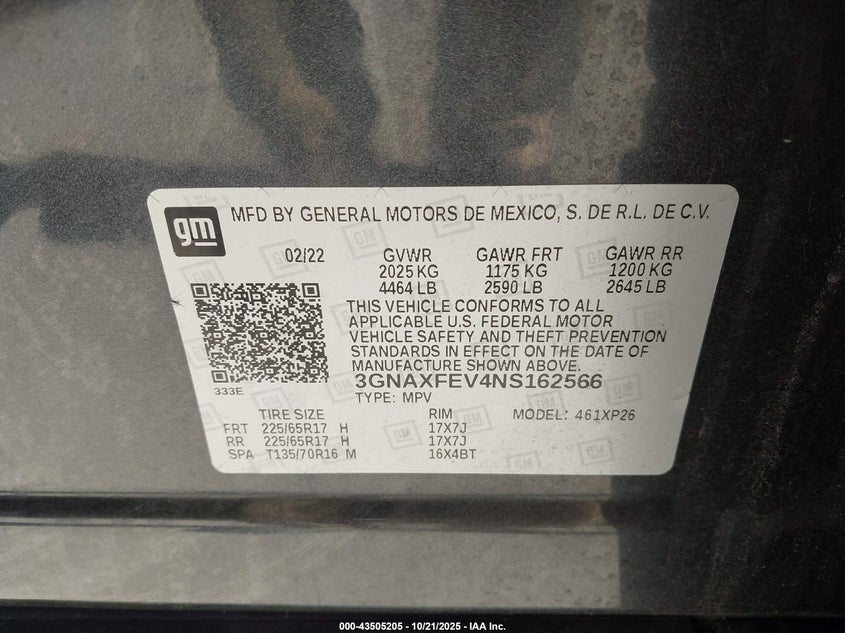 gm MFD BY GENERAL MOTORS DE MEXICO, S. DE R.L. DE C.V.
02/22 GVWR GAWR FRT GAWR RR
2025 KG 1175 KG 1200 KG
4464 LB 2590 LB 2645 LB
THIS VEHICLE CONFORMS TO ALL
APPLICABLE U.S. FEDERAL MOTOR
VEHICLE SAFETY AND THEFT PREVENTION
STANDARDS IN EFFECT ON THE DATE OF
MANUFACTURE SHOWN ABOVE.
333E
3GNAXFEV4NS162566
TYPE: MPV
TIRE SIZE RIM MODEL: 461XP26
FRT 225/65R17 H 17X7J
RR 225/65R17 H 17X7J
SPA T135/70R16 M 16X4BT
000-43505205 - 10/21/2025 - IAA Inc.